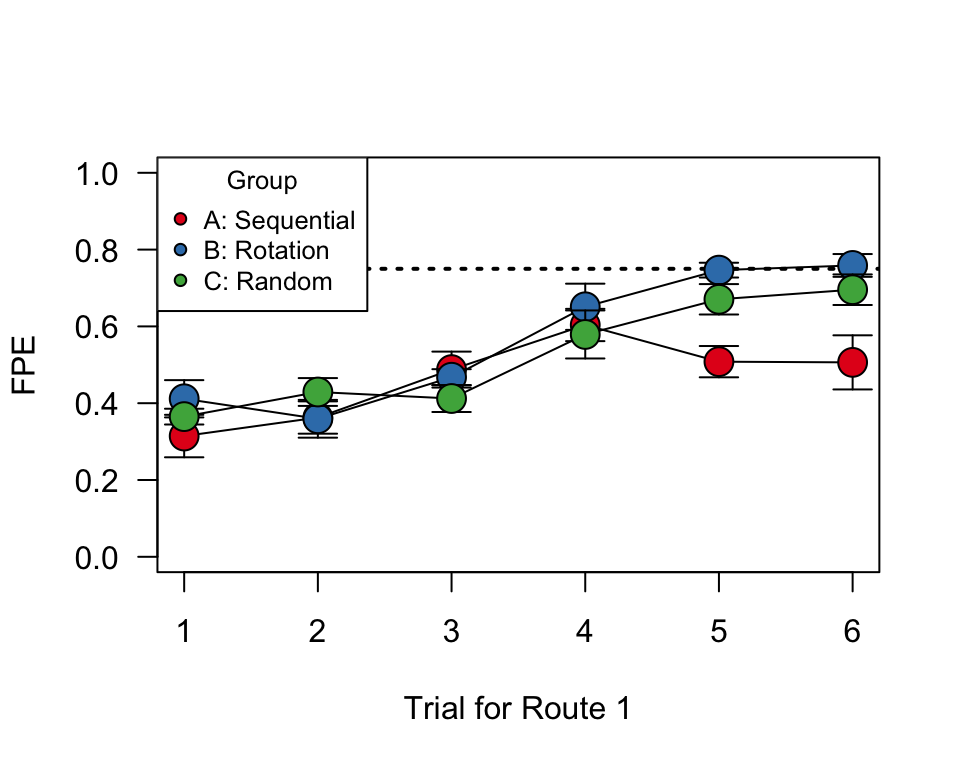 Group
A: Sequential
B: Rotation
C: Random
FPE
1.0
0.8
0.6
0.4
0.2
0.0
1 2 3 4 5 6
Trial for Route 1